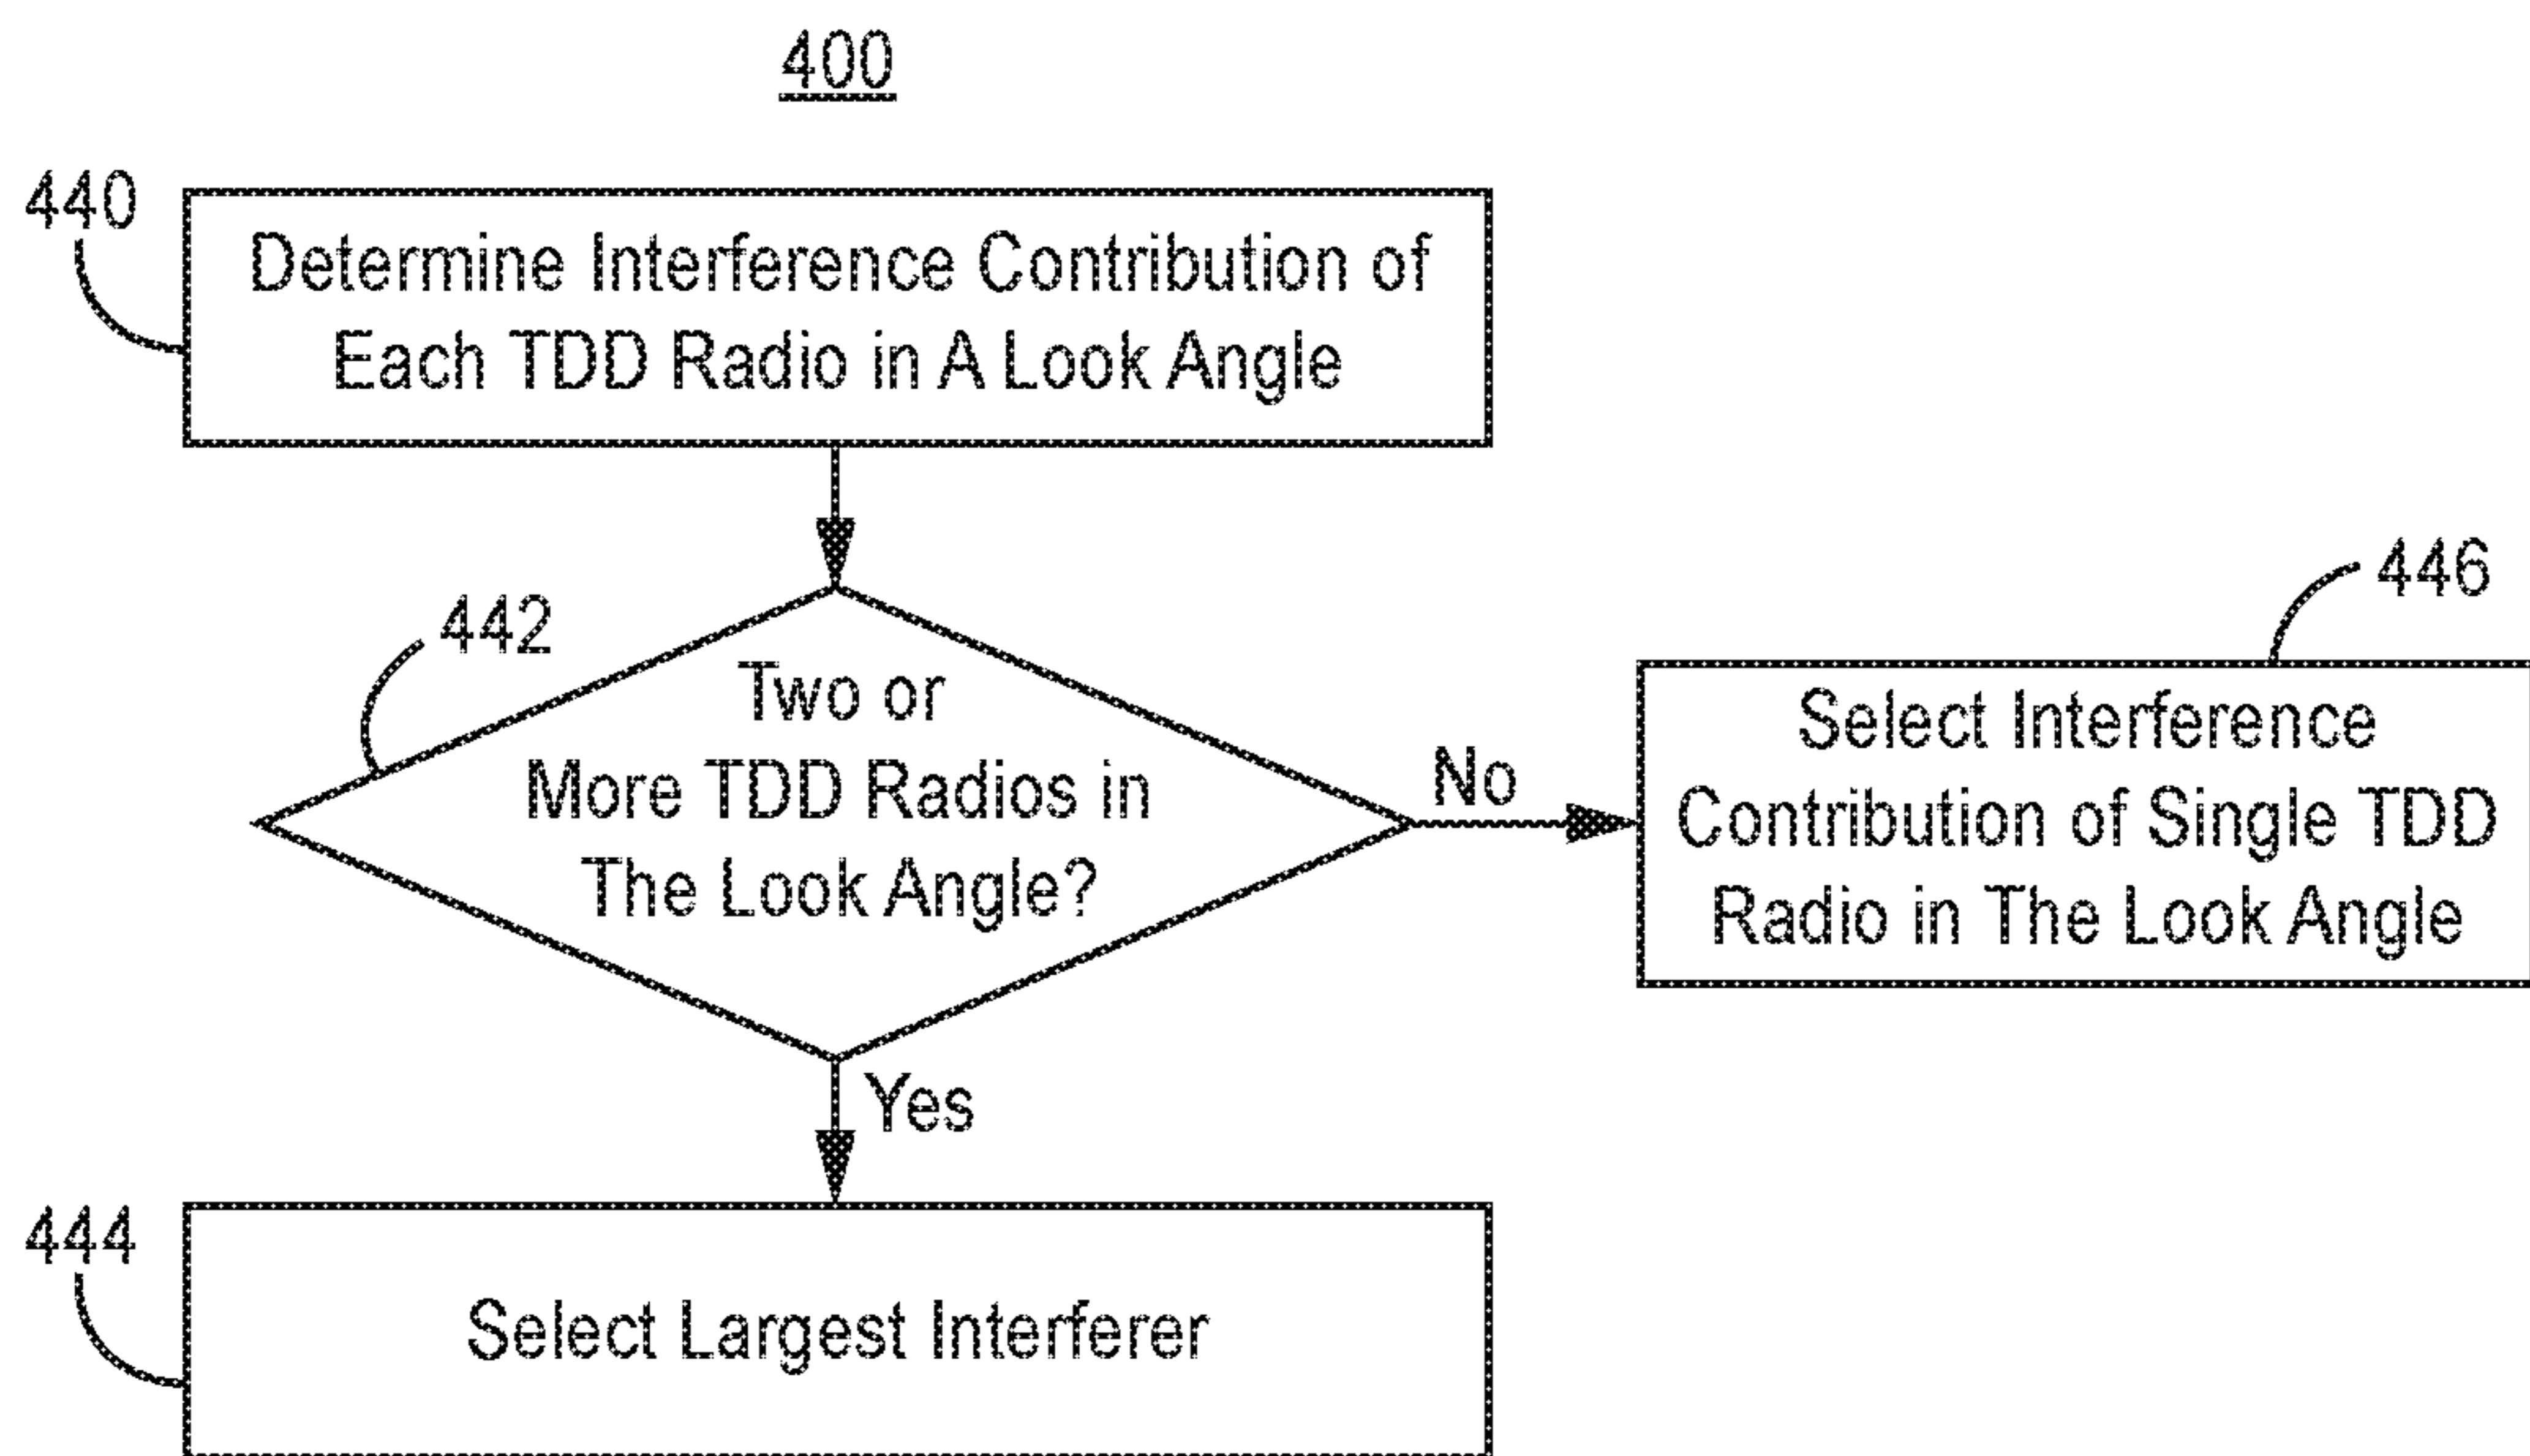 400
440
Determine Interference Contribution of
Each TDD Radio in A Look Angle
442
Two or
More TDD Radios in
The Look Angle?
No
446
Select Interference
Contribution of Single TDD
Radio in The Look Angle
Yes
444
Select Largest Interferer